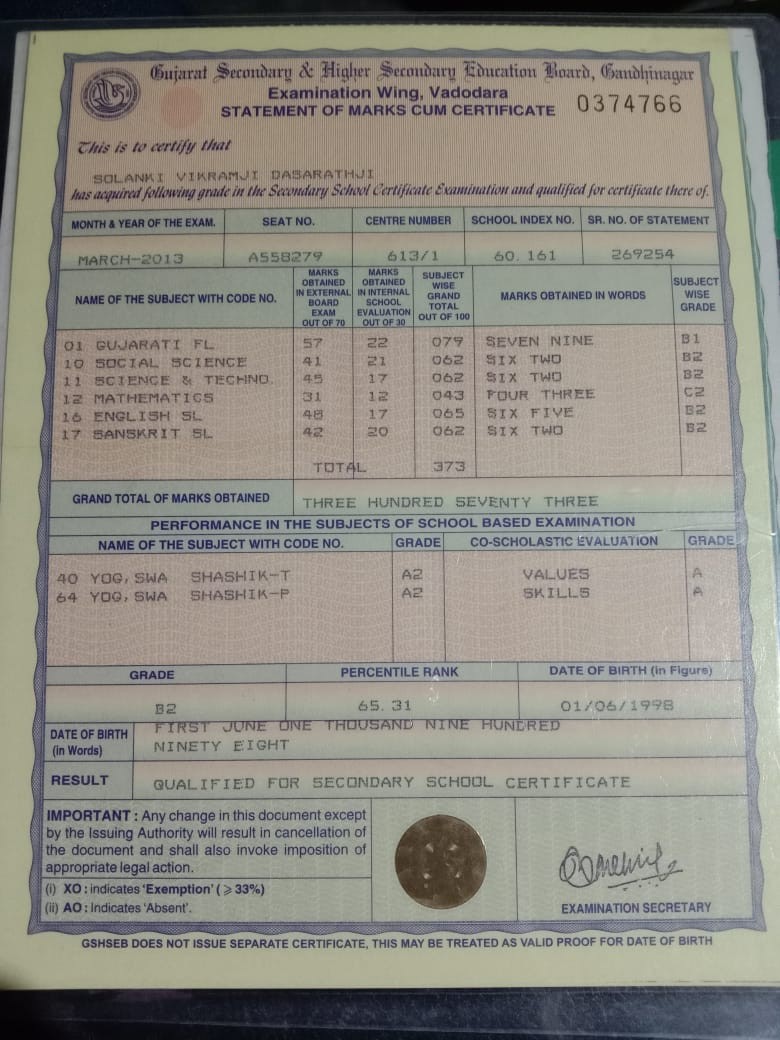 Gujarat Secondary & Higher Secondary Education Board, Gandhinagar
Examination Wing, Vadodara
STATEMENT OF MARKS CUM CERTIFICATE 0374766
This is to certify that
SOLANKI VIKRAMJI DASARATHJI
has acquired following grade in the Secondary School Certificate Examination and qualified for certificate there of.
MONTH & YEAR OF THE EXAM. SEAT NO. CENTRE NUMBER SCHOOL INDEX NO. SR. NO. OF STATEMENT
MARCH-2013 A558279 613/1 60.161 269254
NAME OF THE SUBJECT WITH CODE NO. MARKS OBTAINED IN EXTERNAL BOARD EXAM OUT OF 70 MARKS OBTAINED IN INTERNAL SCHOOL EVALUATION OUT OF 30 SUBJECT WISE GRAND TOTAL OUT OF 100 MARKS OBTAINED IN WORDS SUBJECT WISE GRADE
01 GUJARATI FL 57 22 079 SEVEN NINE B1
10 SOCIAL SCIENCE 41 21 062 SIX TWO B2
11 SCIENCE & TECHNO. 45 17 062 SIX TWO B2
12 MATHEMATICS 31 12 043 FOUR THREE C2
16 ENGLISH SL 48 17 065 SIX FIVE B2
17 SANSKRIT SL 42 20 062 SIX TWO B2
TOTAL 373
GRAND TOTAL OF MARKS OBTAINED THREE HUNDRED SEVENTY THREE
PERFORMANCE IN THE SUBJECTS OF SCHOOL BASED EXAMINATION
NAME OF THE SUBJECT WITH CODE NO. GRADE CO-SCHOLASTIC EVALUATION GRADE
40 YOG, SWA SHASHIK-T A2 VALUES A
64 YOG, SWA SHASHIK-P A2 SKILLS A
GRADE PERCENTILE RANK DATE OF BIRTH (in Figure)
B2 65.31 01/06/1998
DATE OF BIRTH (in Words) FIRST JUNE ONE THOUSAND NINE HUNDRED
NINETY EIGHT
RESULT QUALIFIED FOR SECONDARY SCHOOL CERTIFICATE
IMPORTANT : Any change in this document except
by the Issuing Authority will result in cancellation of
the document and shall also invoke imposition of
appropriate legal action.
(i) XO : indicates 'Exemption' (⩾ 33%)
(ii) AO : Indicates 'Absent'.
EXAMINATION SECRETARY
GSHSEB DOES NOT ISSUE SEPARATE CERTIFICATE, THIS MAY BE TREATED AS VALID PROOF FOR DATE OF BIRTH